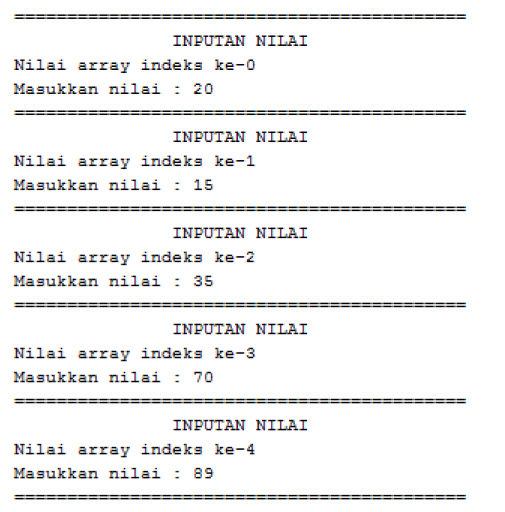 ===========================================
INPUTAN NILAI
Nilai array indeks ke-0
Masukkan nilai : 20
===========================================
INPUTAN NILAI
Nilai array indeks ke-1
Masukkan nilai : 15
===========================================
INPUTAN NILAI
Nilai array indeks ke-2
Masukkan nilai : 35
===========================================
INPUTAN NILAI
Nilai array indeks ke-3
Masukkan nilai : 70
===========================================
INPUTAN NILAI
Nilai array indeks ke-4
Masukkan nilai : 89
===========================================